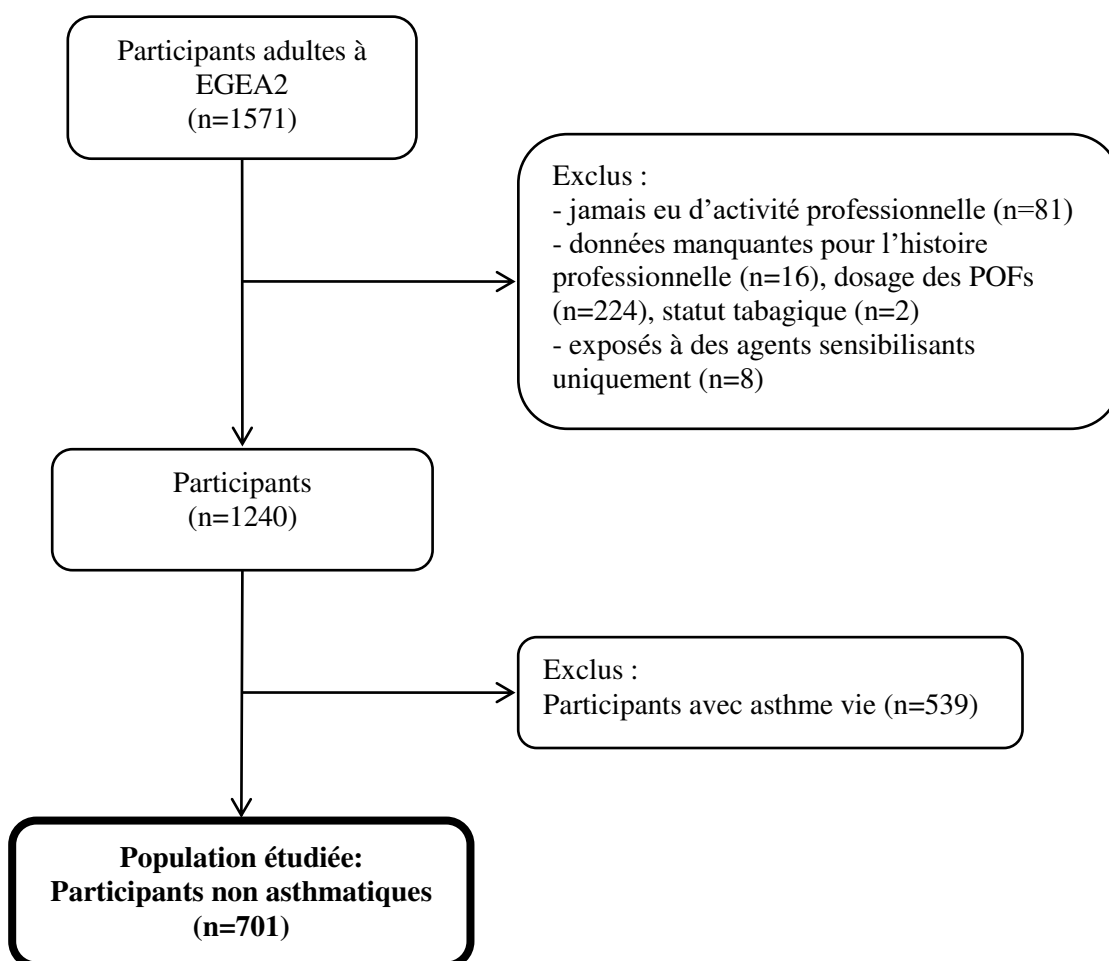 Participants adultes à
EGEA2
(n=1571)
Exclus :
- jamais eu d’activité professionnelle (n=81)
- données manquantes pour l’histoire
professionnelle (n=16), dosage des POFs
(n=224), statut tabagique (n=2)
- exposés à des agents sensibilisants
uniquement (n=8)
Participants
(n=1240)
Exclus :
Participants avec asthme vie (n=539)
Population étudiée:
Participants non asthmatiques
(n=701)